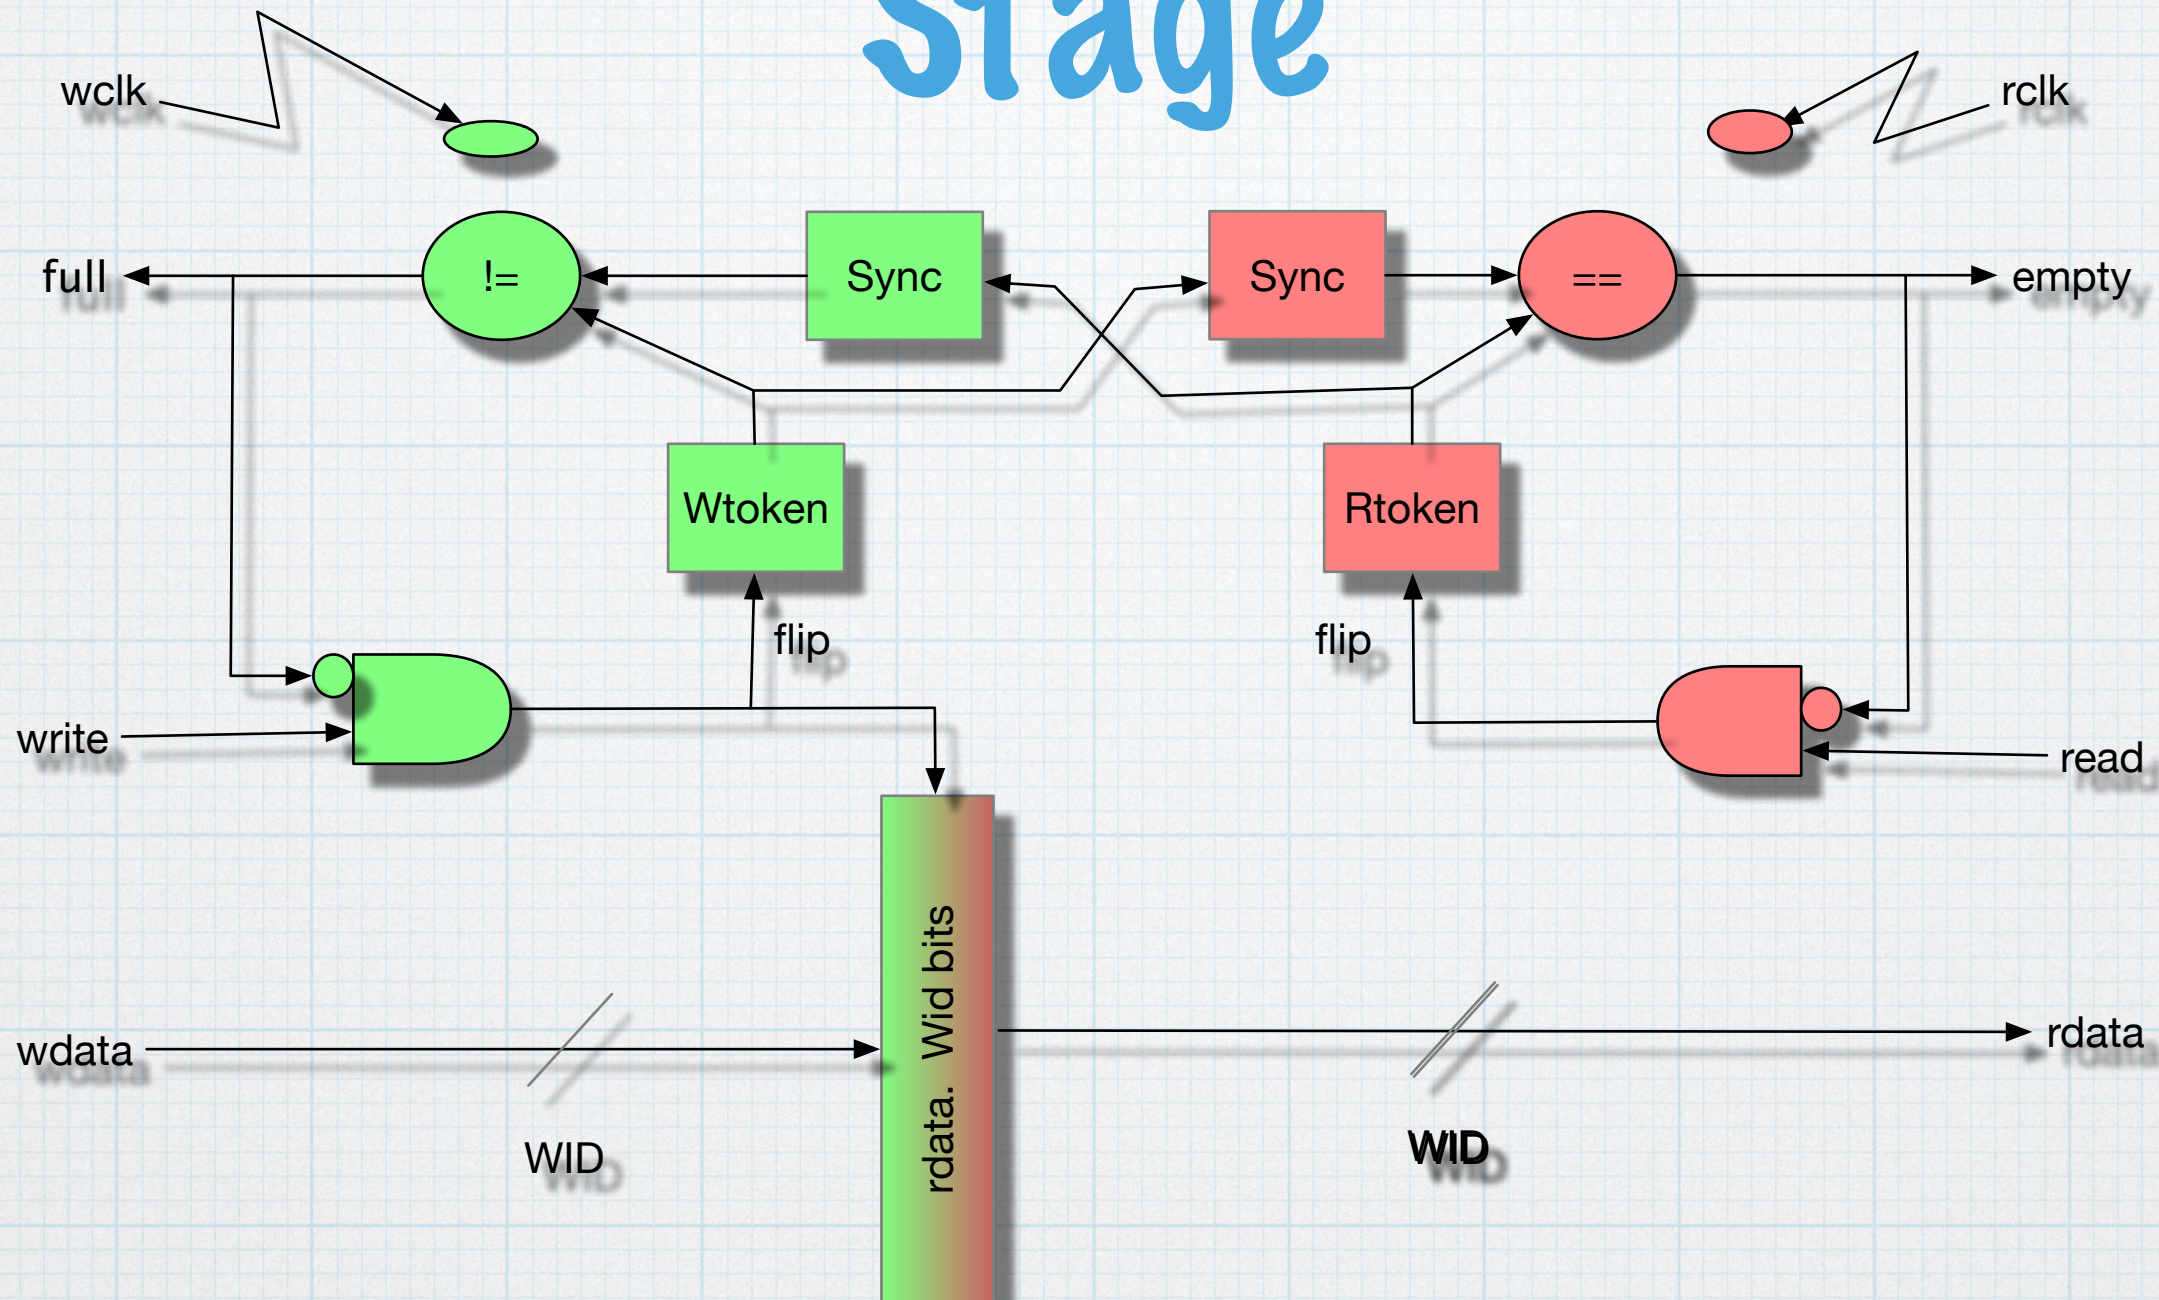 Stage
wclk
rclk
full
!=
Sync
Sync
==
empty
Wtoken
Rtoken
flip
flip
write
read
rdata. Wid bits
wdata
rdata
WID
WID